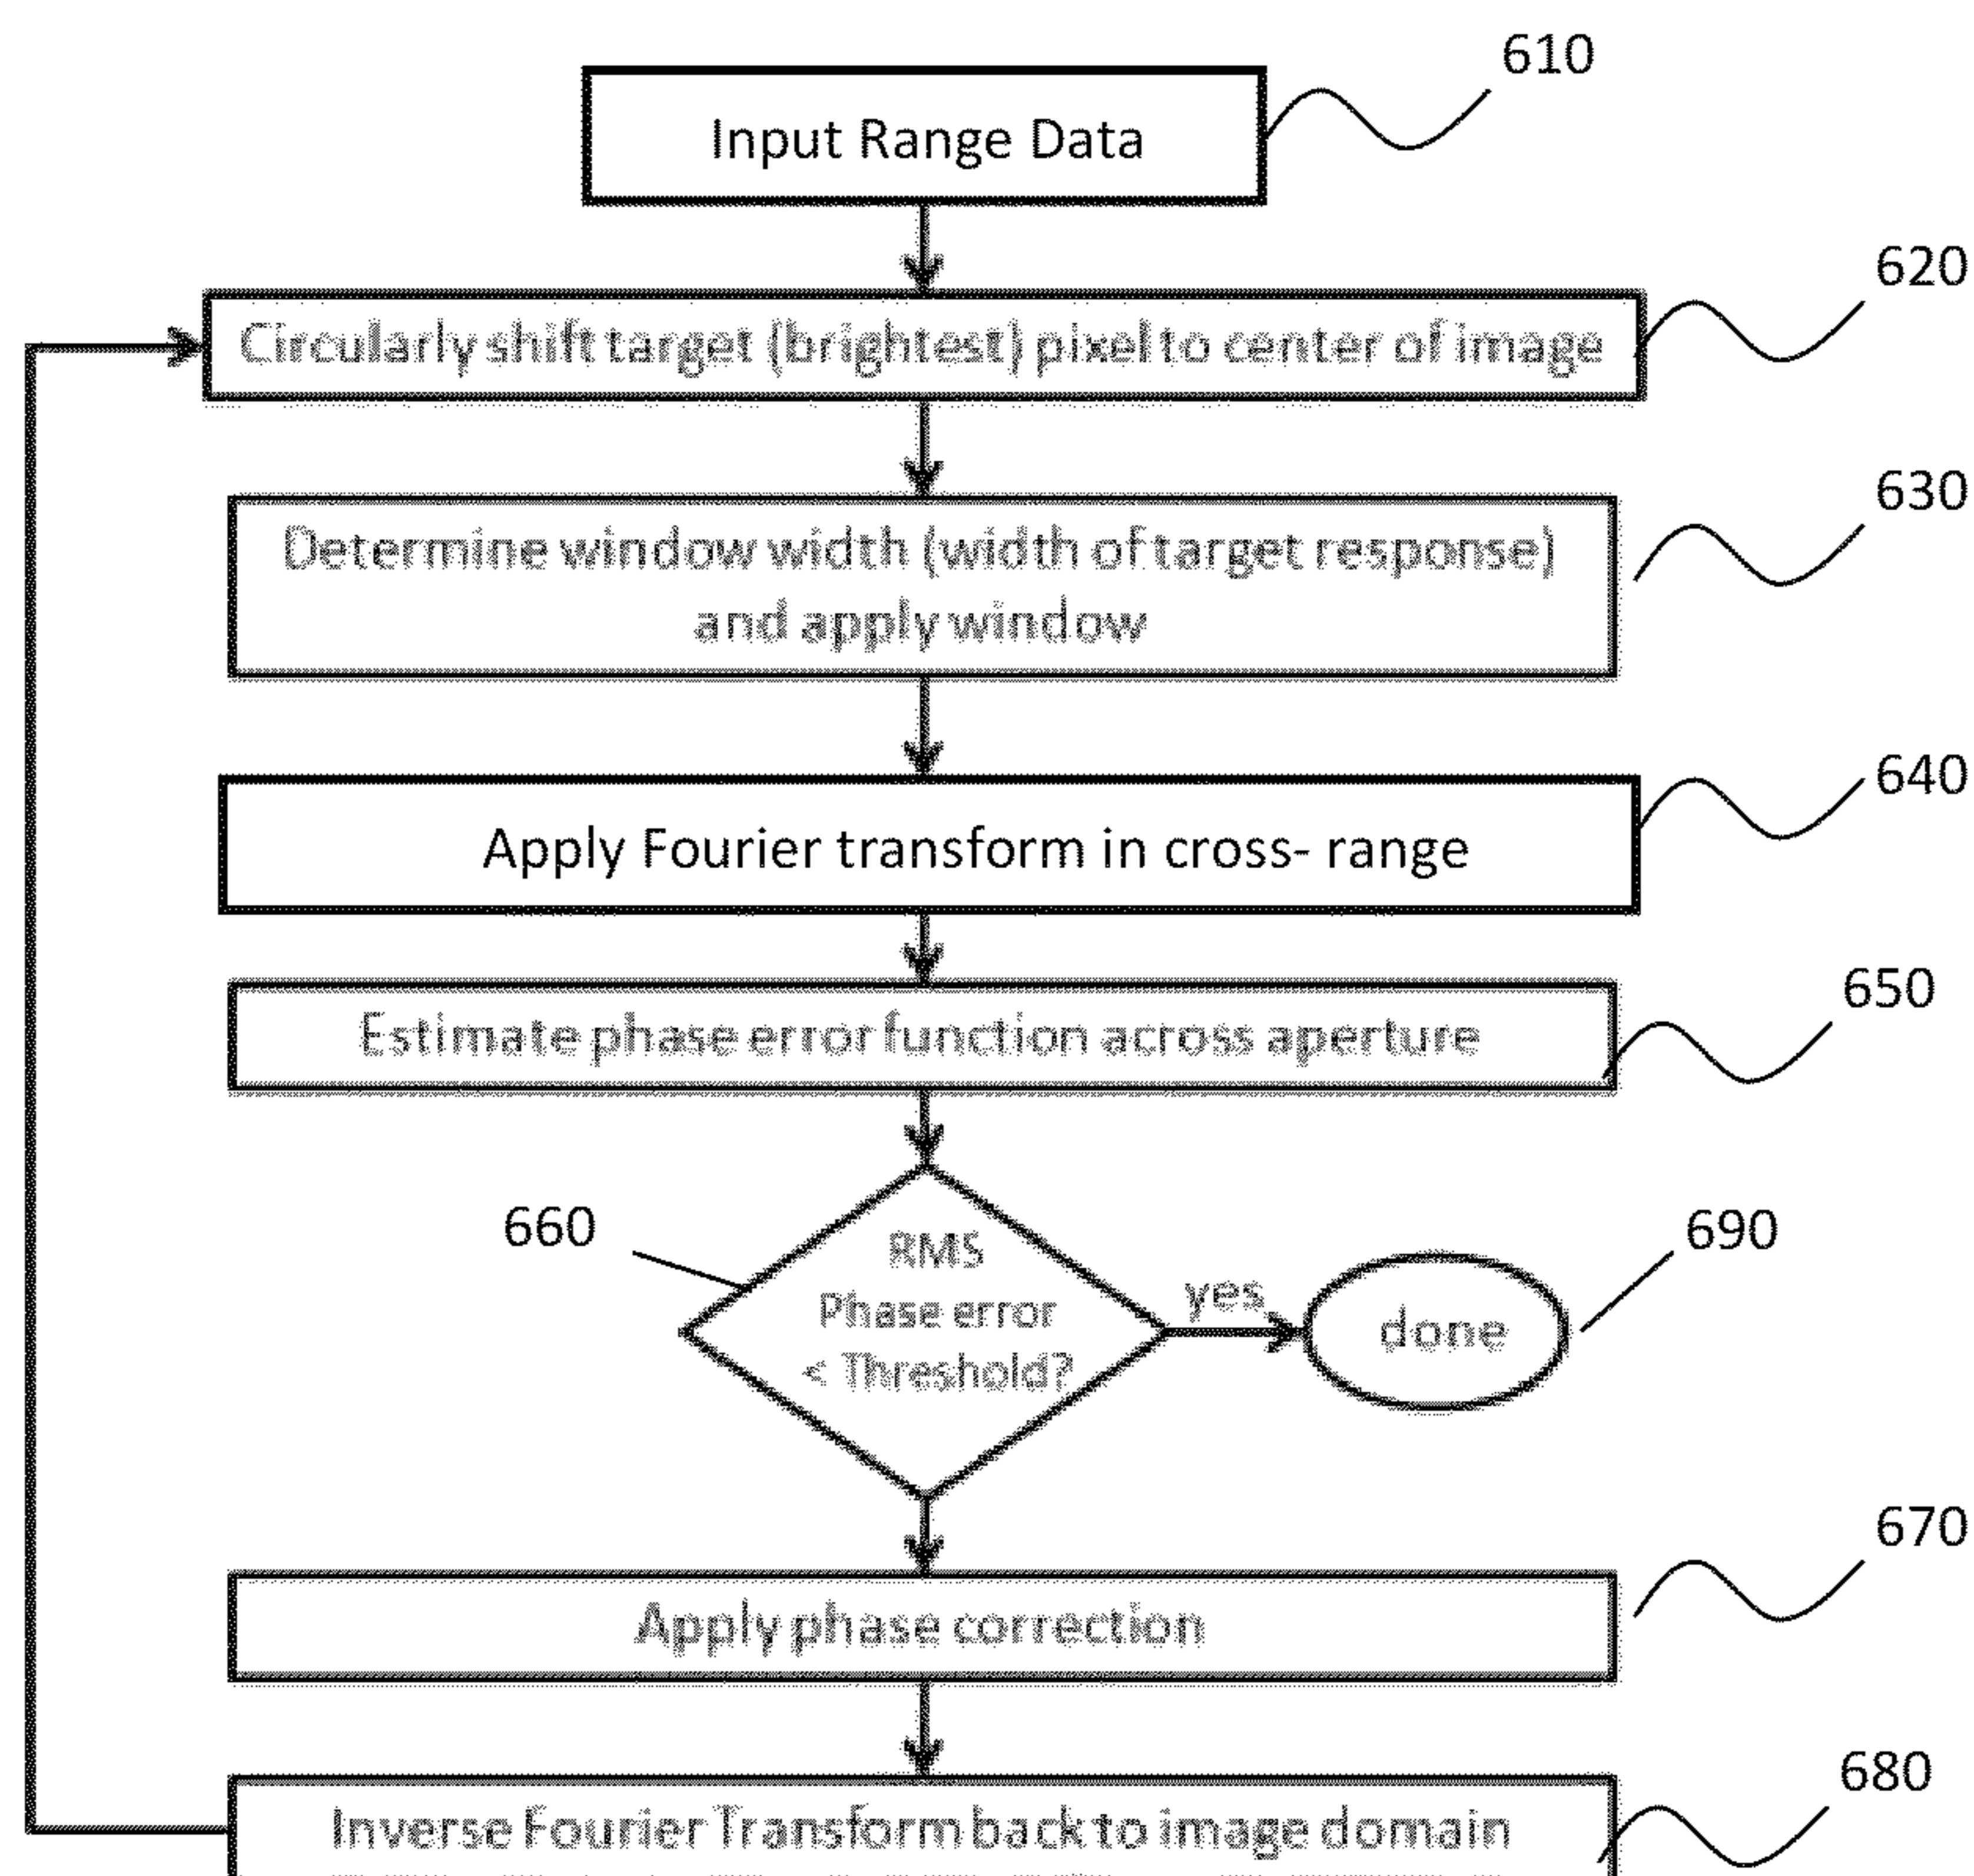 610
Input Range Data
620
Circularly shift target (brightest) pixel to center of image
630
Determine window width (width of target response)
and apply window
640
Apply Fourier transform in cross- range
650
Estimate phase error function across aperture
660
RMS
Phase error
< Threshold?
yes
690
done
670
Apply phase correction
680
Inverse Fourier Transform back to image domain